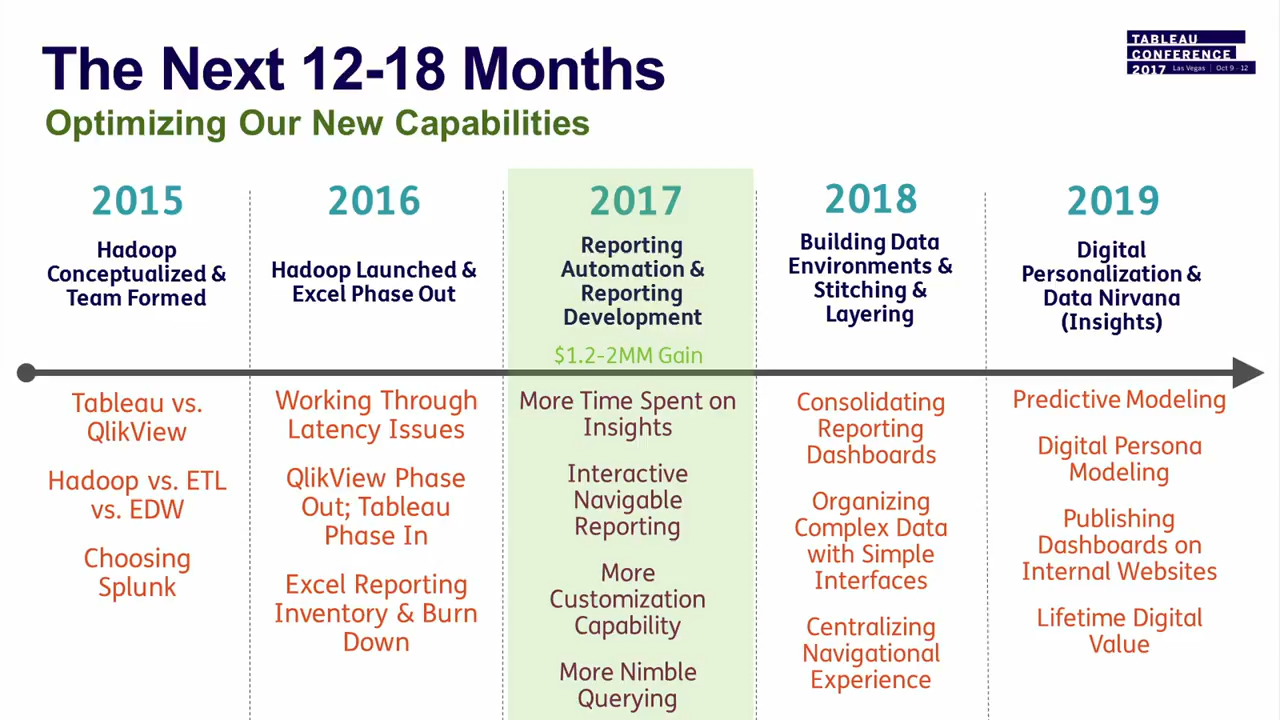 The Next 12-18 Months
Optimizing Our New Capabilities
TABLEAU
CONFERENCE
2017 Las Vegas | Oct 9 - 12
2015
Hadoop
Conceptualized &
Team Formed
Tableau vs.
QlikView
Hadoop vs. ETL
vs. EDW
Choosing
Splunk
2016
Hadoop Launched &
Excel Phase Out
Working Through
Latency Issues
QlikView Phase
Out; Tableau
Phase In
Excel Reporting
Inventory & Burn
Down
2017
Reporting
Automation &
Reporting
Development
$1.2-2MM Gain
More Time Spent on
Insights
Interactive
Navigable
Reporting
More
Customization
Capability
More Nimble
Querying
2018
Building Data
Environments &
Stitching &
Layering
Consolidating
Reporting
Dashboards
Organizing
Complex Data
with Simple
Interfaces
Centralizing
Navigational
Experience
2019
Digital
Personalization &
Data Nirvana
(Insights)
Predictive Modeling
Digital Persona
Modeling
Publishing
Dashboards on
Internal Websites
Lifetime Digital
Value